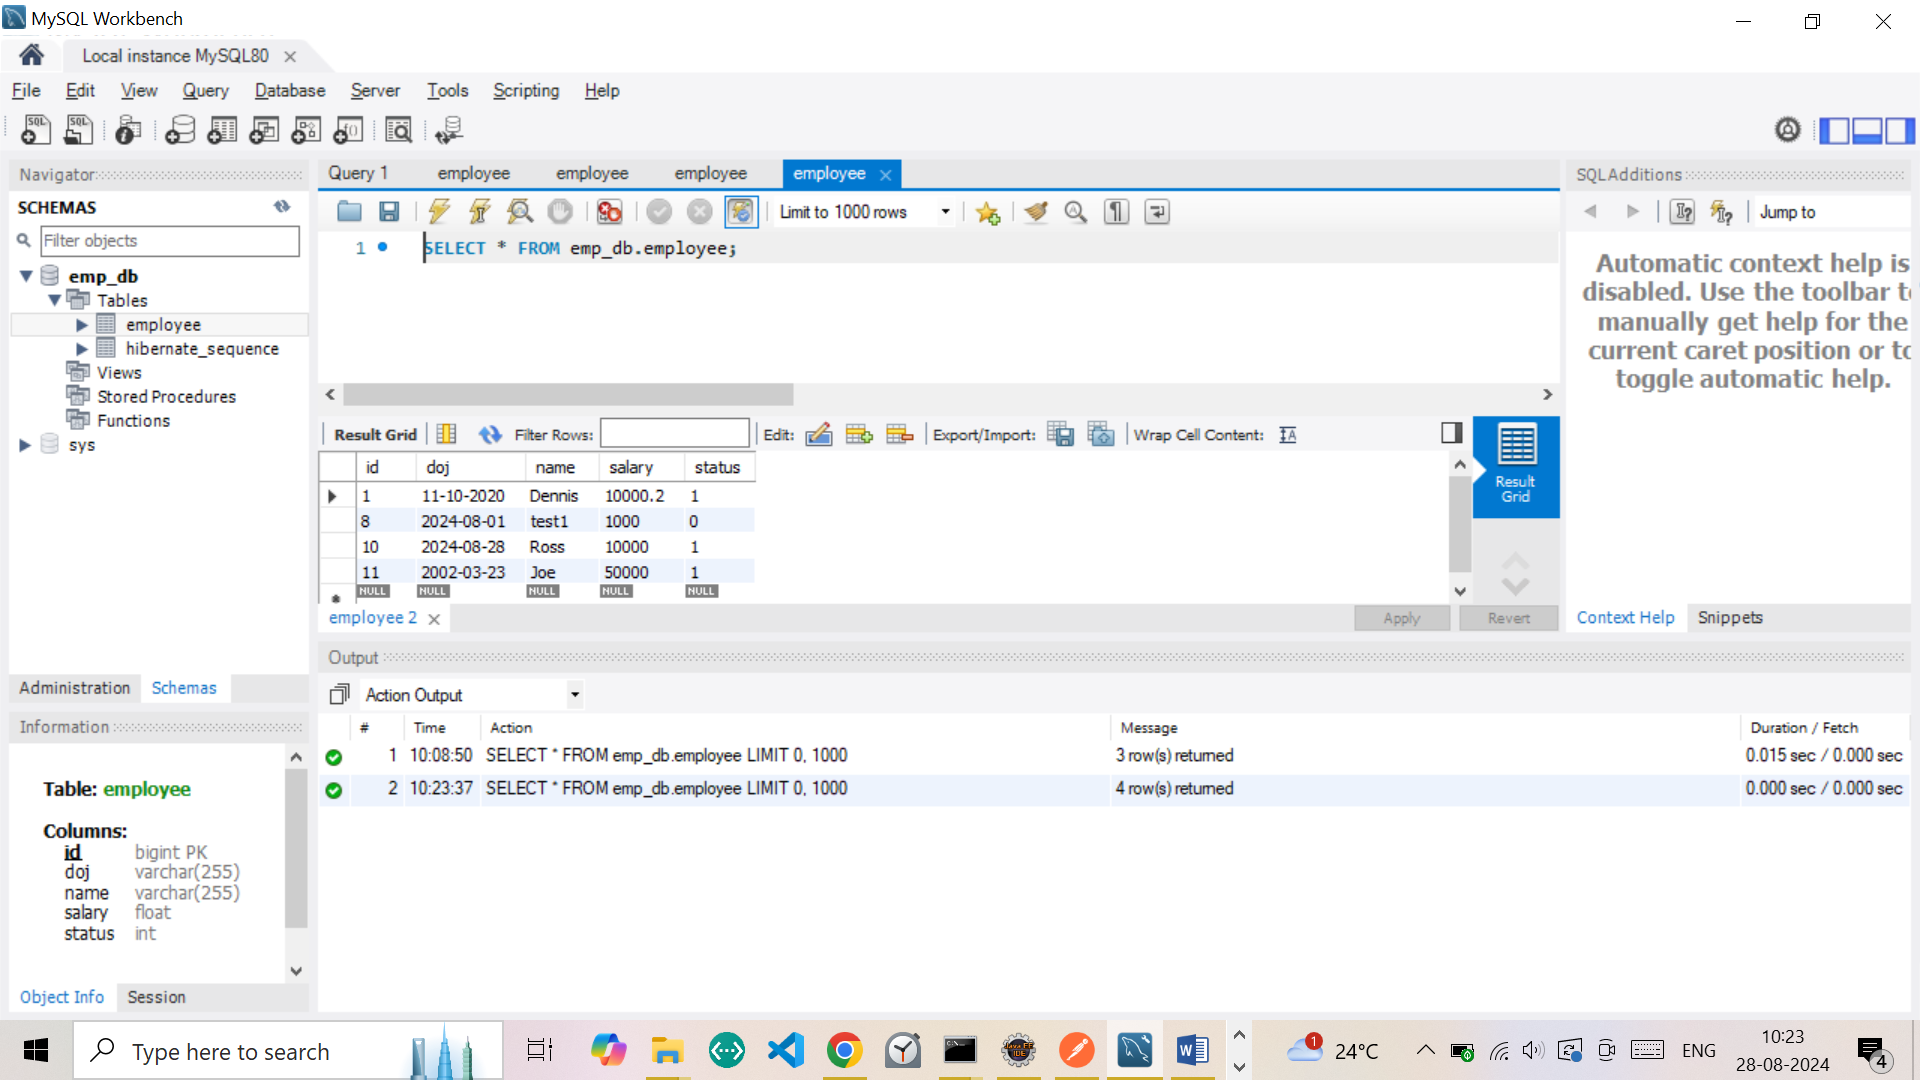 MySQL Workbench
Local instance MySQL80
File Edit View Query Database Server Tools Scripting Help
Navigator
SCHEMAS
Filter objects
emp_db
Tables
employee
hibernate_sequence
Views
Stored Procedures
Functions
sys
Administration Schemas
Information
Table: employee
Columns:
id bigint PK
doj varchar(255)
name varchar(255)
salary float
status int
Object Info Session
Query 1 employee employee employee employee
Limit to 1000 rows
1 SELECT * FROM emp_db.employee;
Result Grid Filter Rows: Edit: Export/Import: Wrap Cell Content:
id doj name salary status
1 11-10-2020 Dennis 10000.2 1
8 2024-08-01 test1 1000 0
10 2024-08-28 Ross 10000 1
11 2002-03-23 Joe 50000 1
NULL NULL NULL NULL NULL
Result
Grid
employee 2 Apply Revert
SQLAdditions
Jump to
Automatic context help is
disabled. Use the toolbar to
manually get help for the
current caret position or to
toggle automatic help.
Context Help Snippets
Output
Action Output
# Time Action Message Duration / Fetch
1 10:08:50 SELECT * FROM emp_db.employee LIMIT 0, 1000 3 row(s) returned 0.015 sec / 0.000 sec
2 10:23:37 SELECT * FROM emp_db.employee LIMIT 0, 1000 4 row(s) returned 0.000 sec / 0.000 sec
Type here to search
1
24°C
ENG
10:23
28-08-2024
4